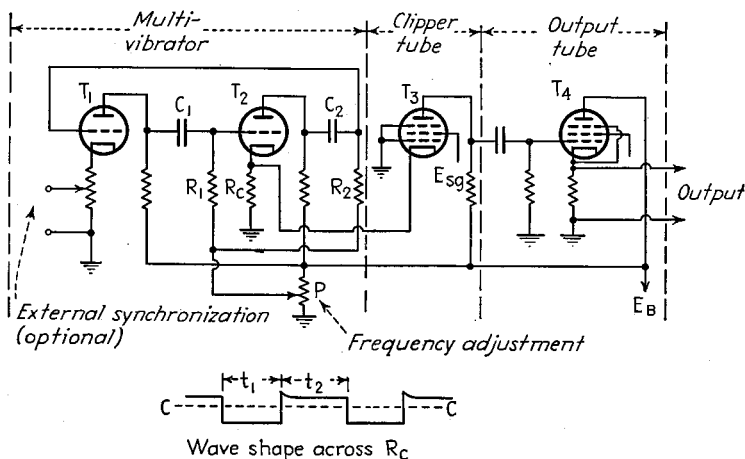 Multi-
vibrator
Clipper
tube
Output
tube
T1
C1
T2
C2
T3
T4
R1
Rc
R2
Esg
Output
P
EB
External synchronization
(optional)
Frequency adjustment
t1
t2
C
C
Wave shape across Rc